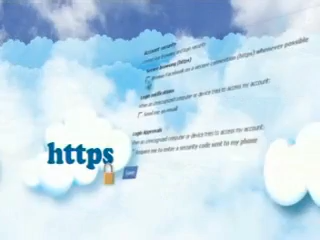 Account security
Secure browsing (https)
Browse Facebook on a secure connection (https) whenever possible
Login notifications
When an unrecognized computer or device tries to access my account:
Send me an email
Login Approvals
When an unrecognized computer or device tries to access my account:
Require me to enter a security code sent to my phone
https
Save